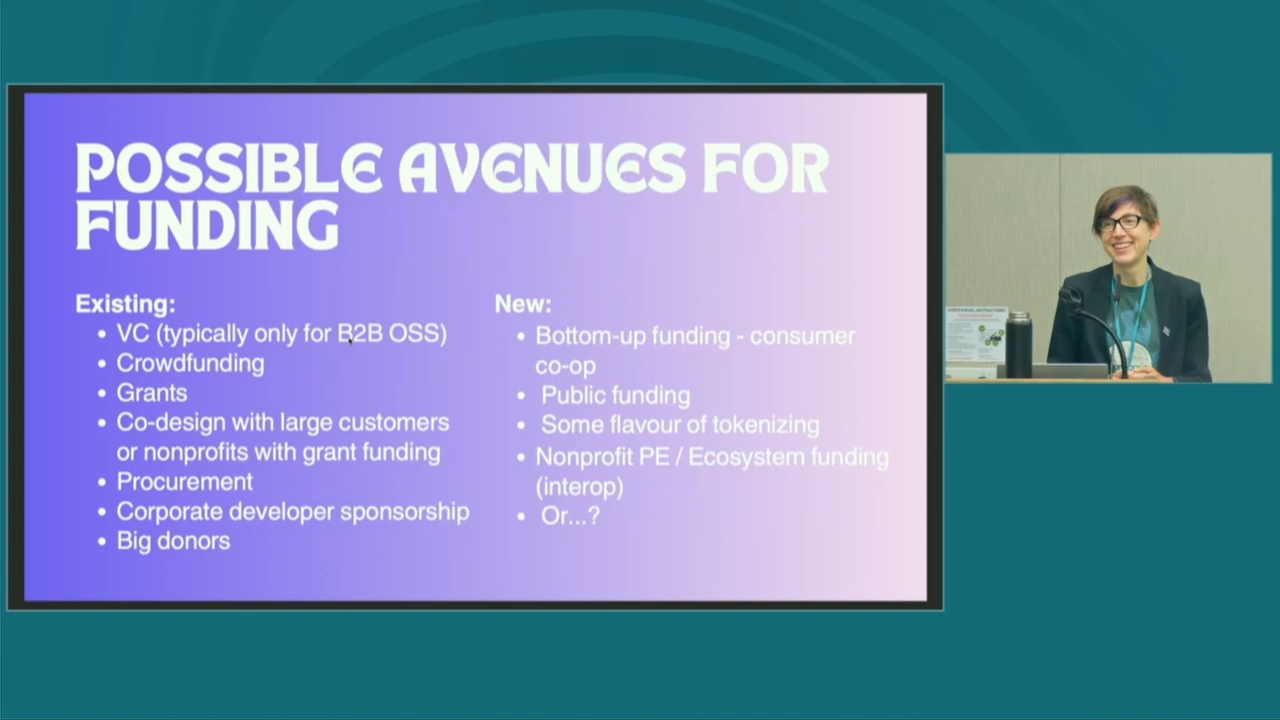 POSSIBLE AVENUES FOR
FUNDING
Existing:
• VC (typically only for B2B OSS)
• Crowdfunding
• Grants
• Co-design with large customers
or nonprofits with grant funding
• Procurement
• Corporate developer sponsorship
• Big donors
New:
• Bottom-up funding - consumer
co-op
• Public funding
• Some flavour of tokenizing
• Nonprofit PE / Ecosystem funding
(interop)
• Or...?